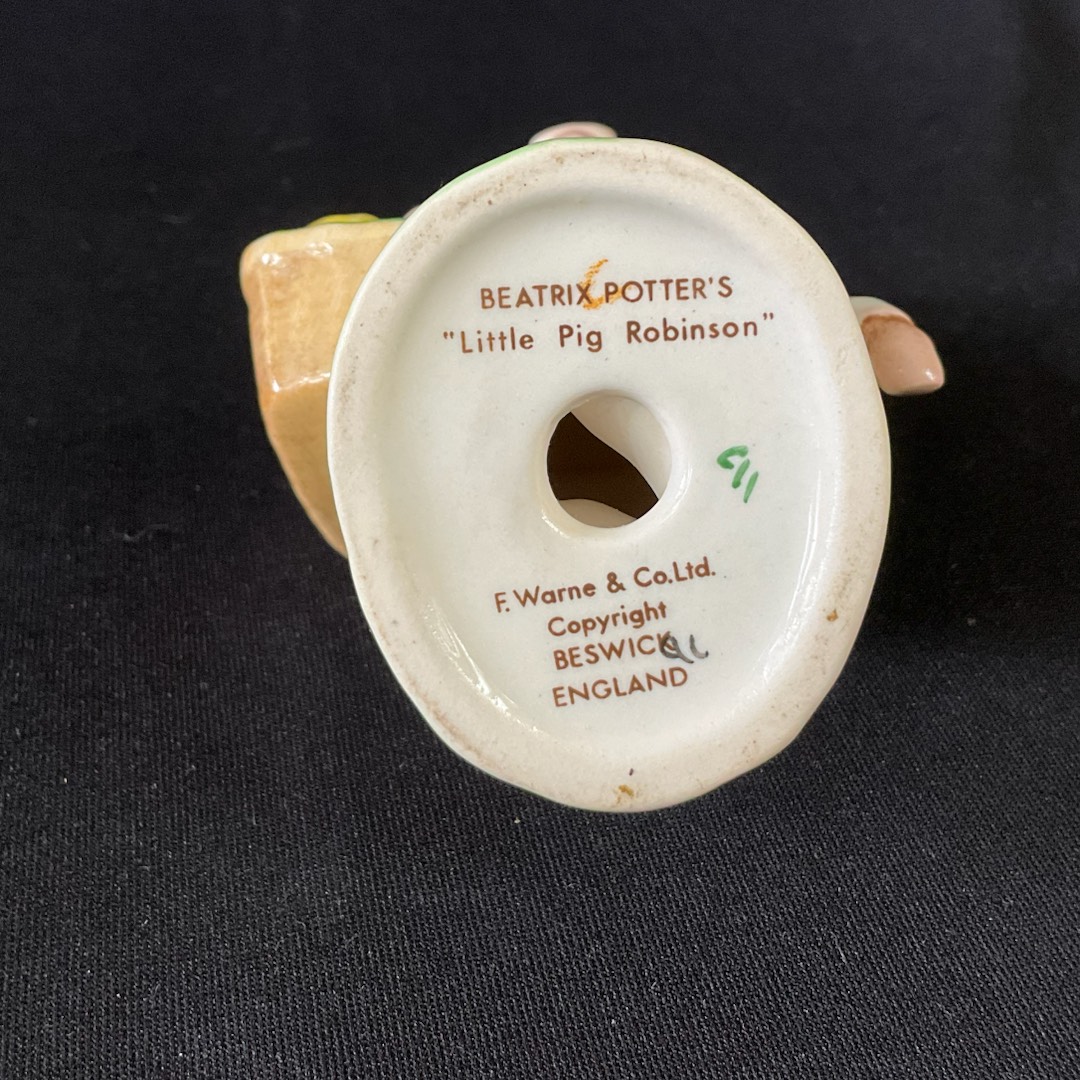 BEATRIX POTTER'S
"Little Pig Robinson"
F. Warne & Co.Ltd.
Copyright
BESWICK
ENGLAND